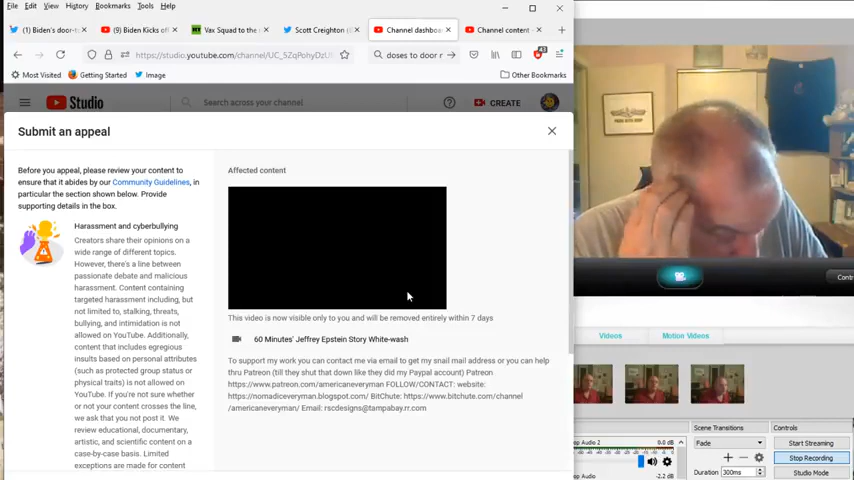 File Edit View History Bookmarks Tools Help
(1) Biden's door-t
(9) Biden Kicks of
Vax Squad to the
Scott Creighton (
Channel dashboa
Channel content -
https://studio.youtube.com/channel/UC_5ZqPohyDzU
doses to door r
Most Visited Getting Started Image Other Bookmarks
Studio
Search across your channel
CREATE
Submit an appeal
Before you appeal, please review your content to
ensure that it abides by our Community Guidelines, in
particular the section shown below. Provide
supporting details in the box.
Harassment and cyberbullying
Creators share their opinions on a
wide range of different topics.
However, there's a line between
passionate debate and malicious
harassment. Content containing
targeted harassment including, but
not limited to, stalking, threats,
bullying, and intimidation is not
allowed on YouTube. Additionally,
content that includes egregious
insults based on personal attributes
(such as protected group status or
physical traits) is not allowed on
YouTube. If you're not sure whether
or not your content crosses the line,
we ask that you not post it. We
review educational, documentary,
artistic, and scientific content on a
case-by-case basis. Limited
exceptions are made for content
Affected content
This video is now visible only to you and will be removed entirely within 7 days
60 Minutes' Jeffrey Epstein Story White-wash
To support my work you can contact me via email to get my snail mail address or you can help
thru Patreon (till they shut that down like they did my Paypal account) Patreon
https://www.patreon.com/americaneveryman FOLLOW/CONTACT: website:
https://nomadiceveryman.blogspot.com/ BitChute: https://www.bitchute.com/channel
/americaneveryman/ Email: rscdesigns@tampabay.rr.com
Contr
Videos Motion Videos
Audio 2 0.0 dB
Audio -2.2 dB
Scene Transitions
Fade
Duration 300ms
Controls
Start Streaming
Stop Recording
Studio Mode